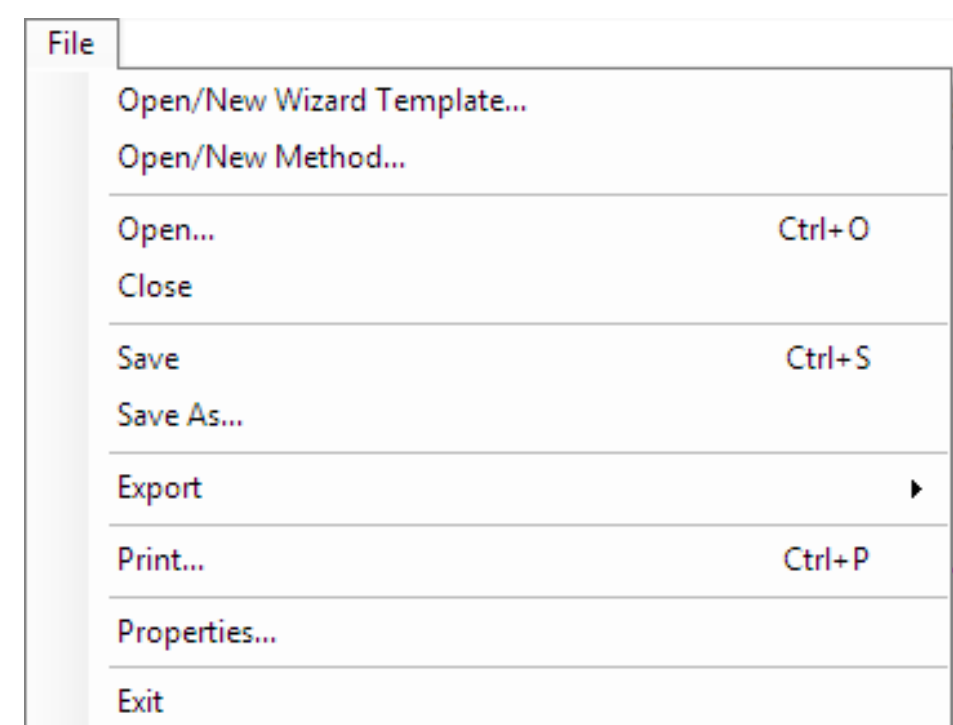 File
Open/New Wizard Template...
Open/New Method...
Open... Ctrl+O
Close
Save Ctrl+S
Save As...
Export
Print... Ctrl+P
Properties...
Exit